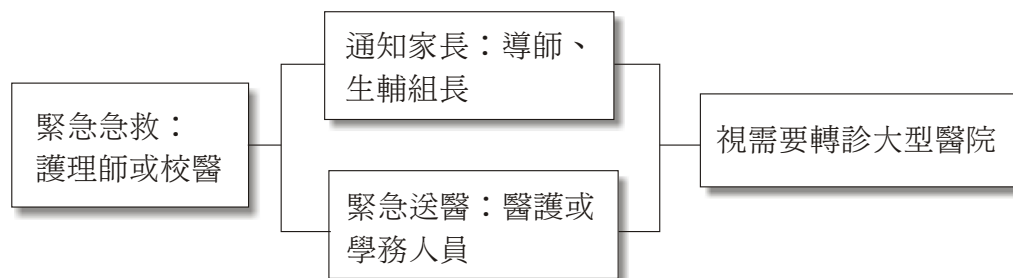 緊急急救：
護理師或校醫
通知家長：導師、
生輔組長
緊急送醫：醫護或
學務人員
視需要轉診大型醫院